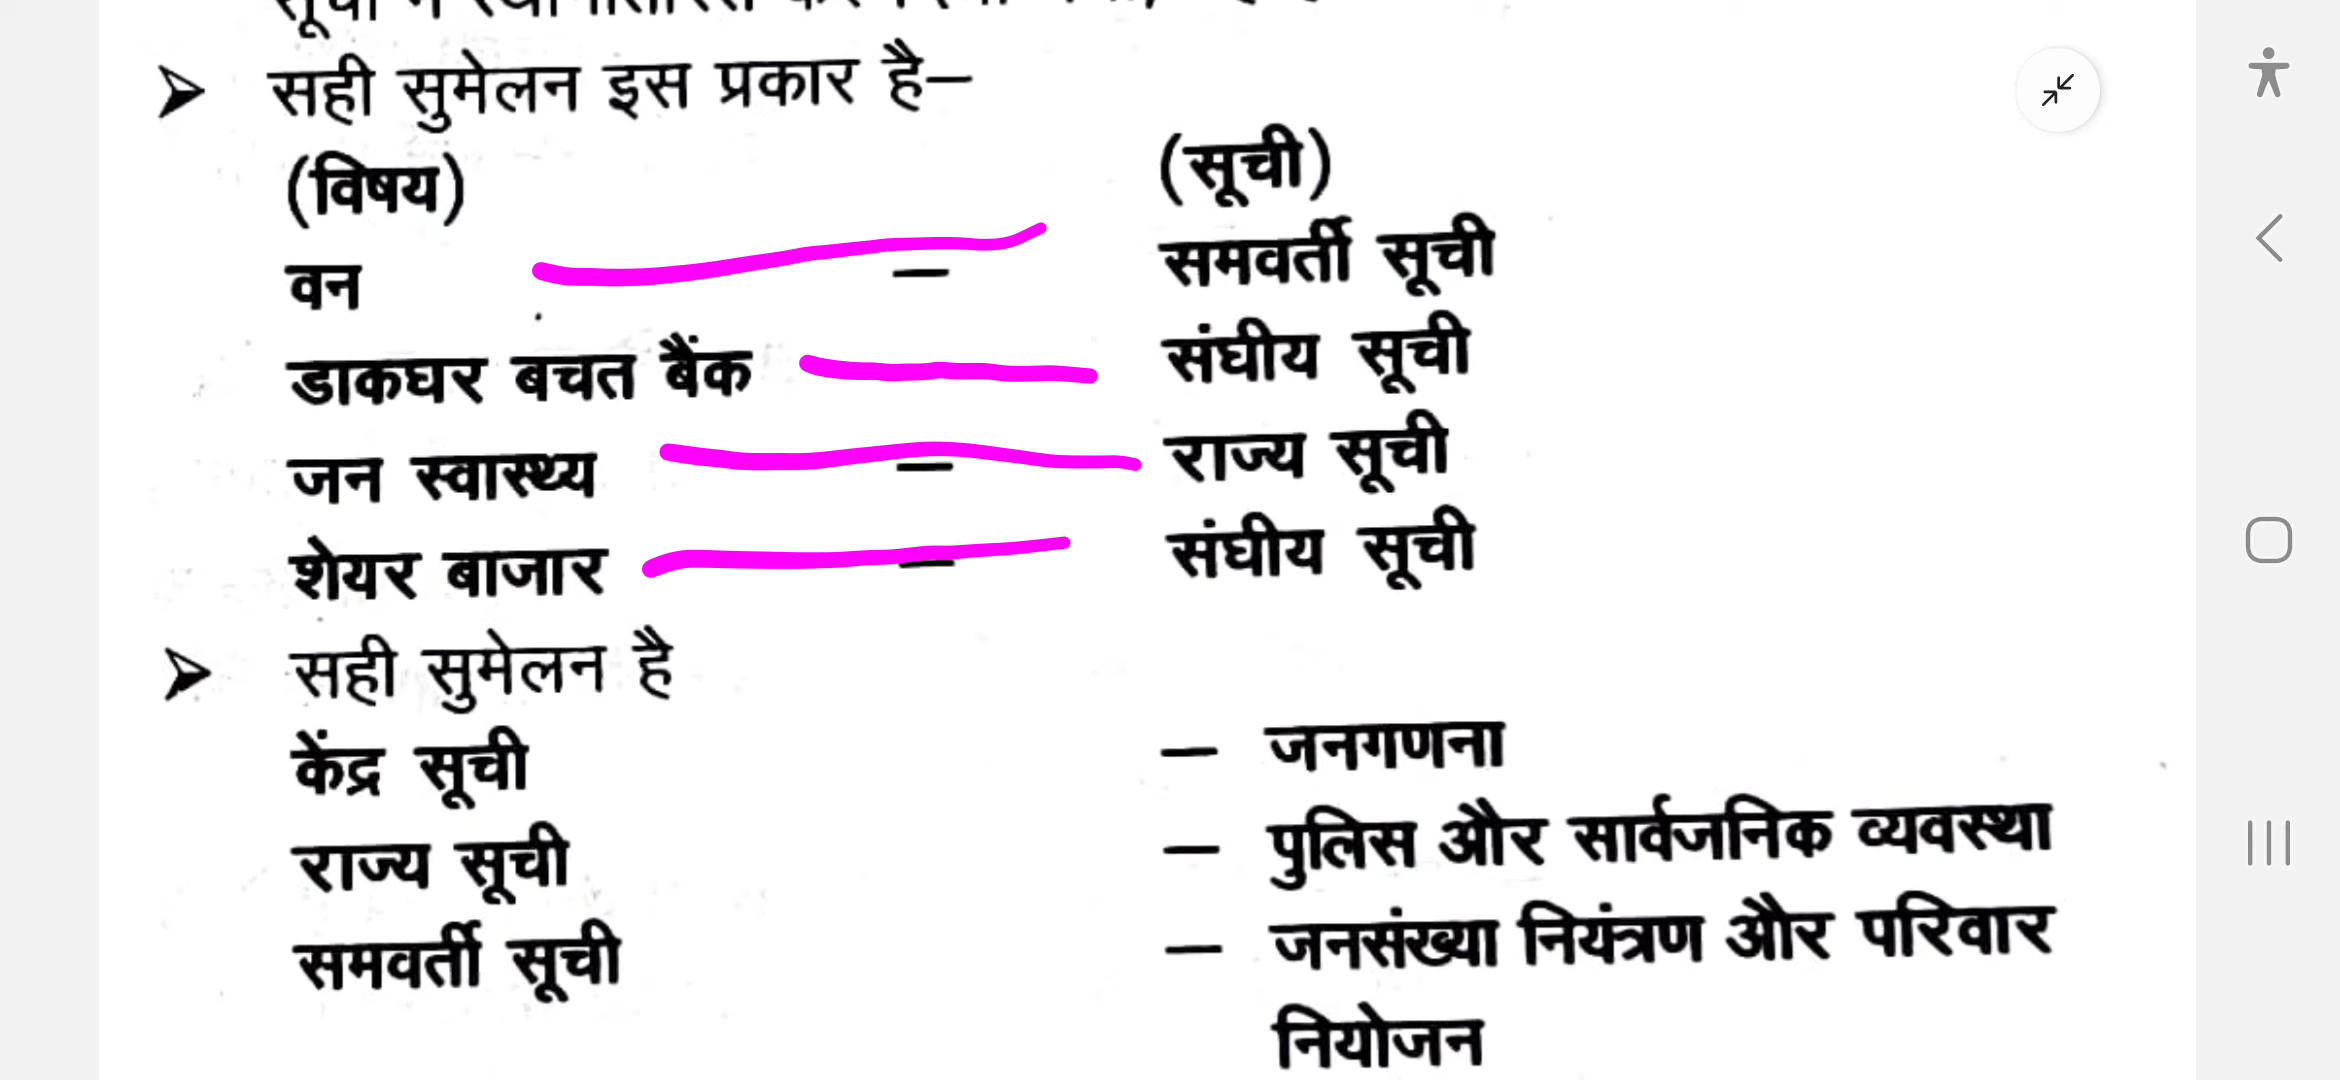 सही सुमेलन इस प्रकार है–
(विषय) (सूची)
वन – समवर्ती सूची
डाकघर बचत बैंक संघीय सूची
जन स्वास्थ्य – राज्य सूची
शेयर बाजार – संघीय सूची
सही सुमेलन है
केंद्र सूची – जनगणना
राज्य सूची – पुलिस और सार्वजनिक व्यवस्था
समवर्ती सूची – जनसंख्या नियंत्रण और परिवार
नियोजन